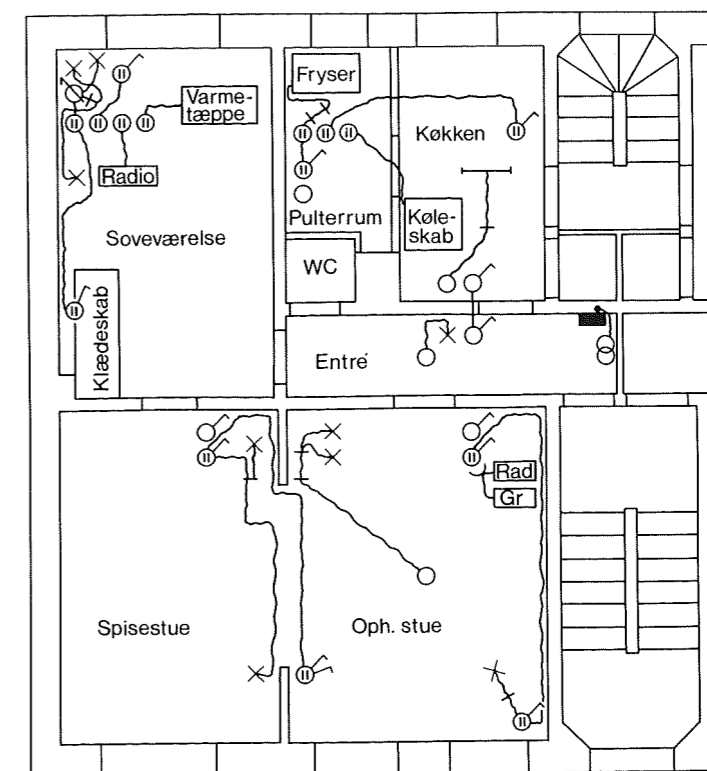 Fryser
Varme-
tæppe
Køkken
Radio
Køle-
skab
Pulterrum
Soveværelse
WC
Klædeskab
Entré
Rad
Gr
Spisestue
Oph. stue